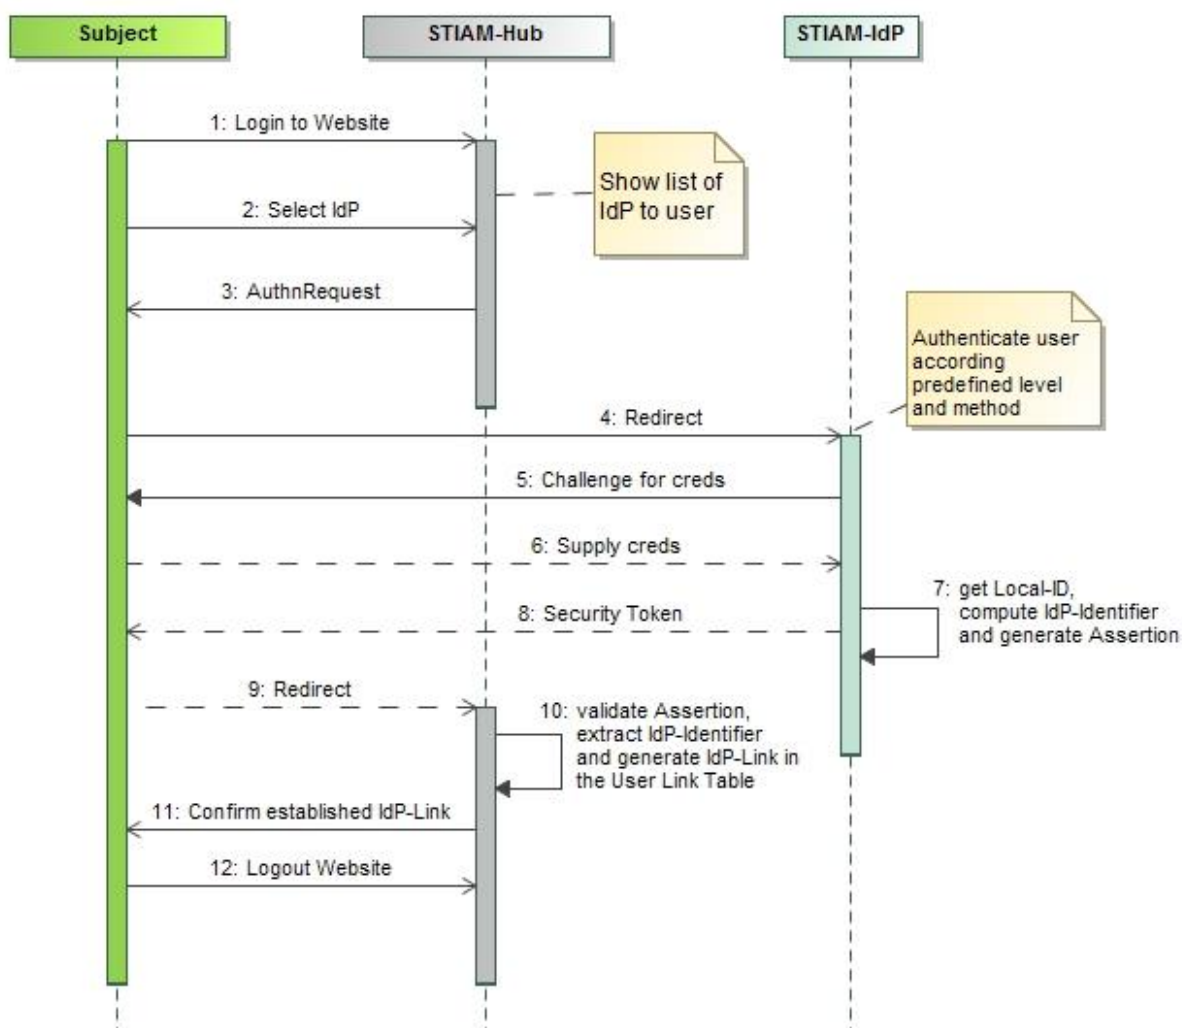 Subject
STIAM-Hub
STIAM-IdP
1: Login to Website
Show list of
IdP to user
2: Select IdP
3: AuthnRequest
Authenticate user
according
predefined level
and method
4: Redirect
5: Challenge for creds
6: Supply creds
7: get Local-ID,
compute IdP-Identifier
and generate Assertion
8: Security Token
9: Redirect
10: validate Assertion,
extract IdP-Identifier
and generate IdP-Link in
the User Link Table
11: Confirm established IdP-Link
12: Logout Website